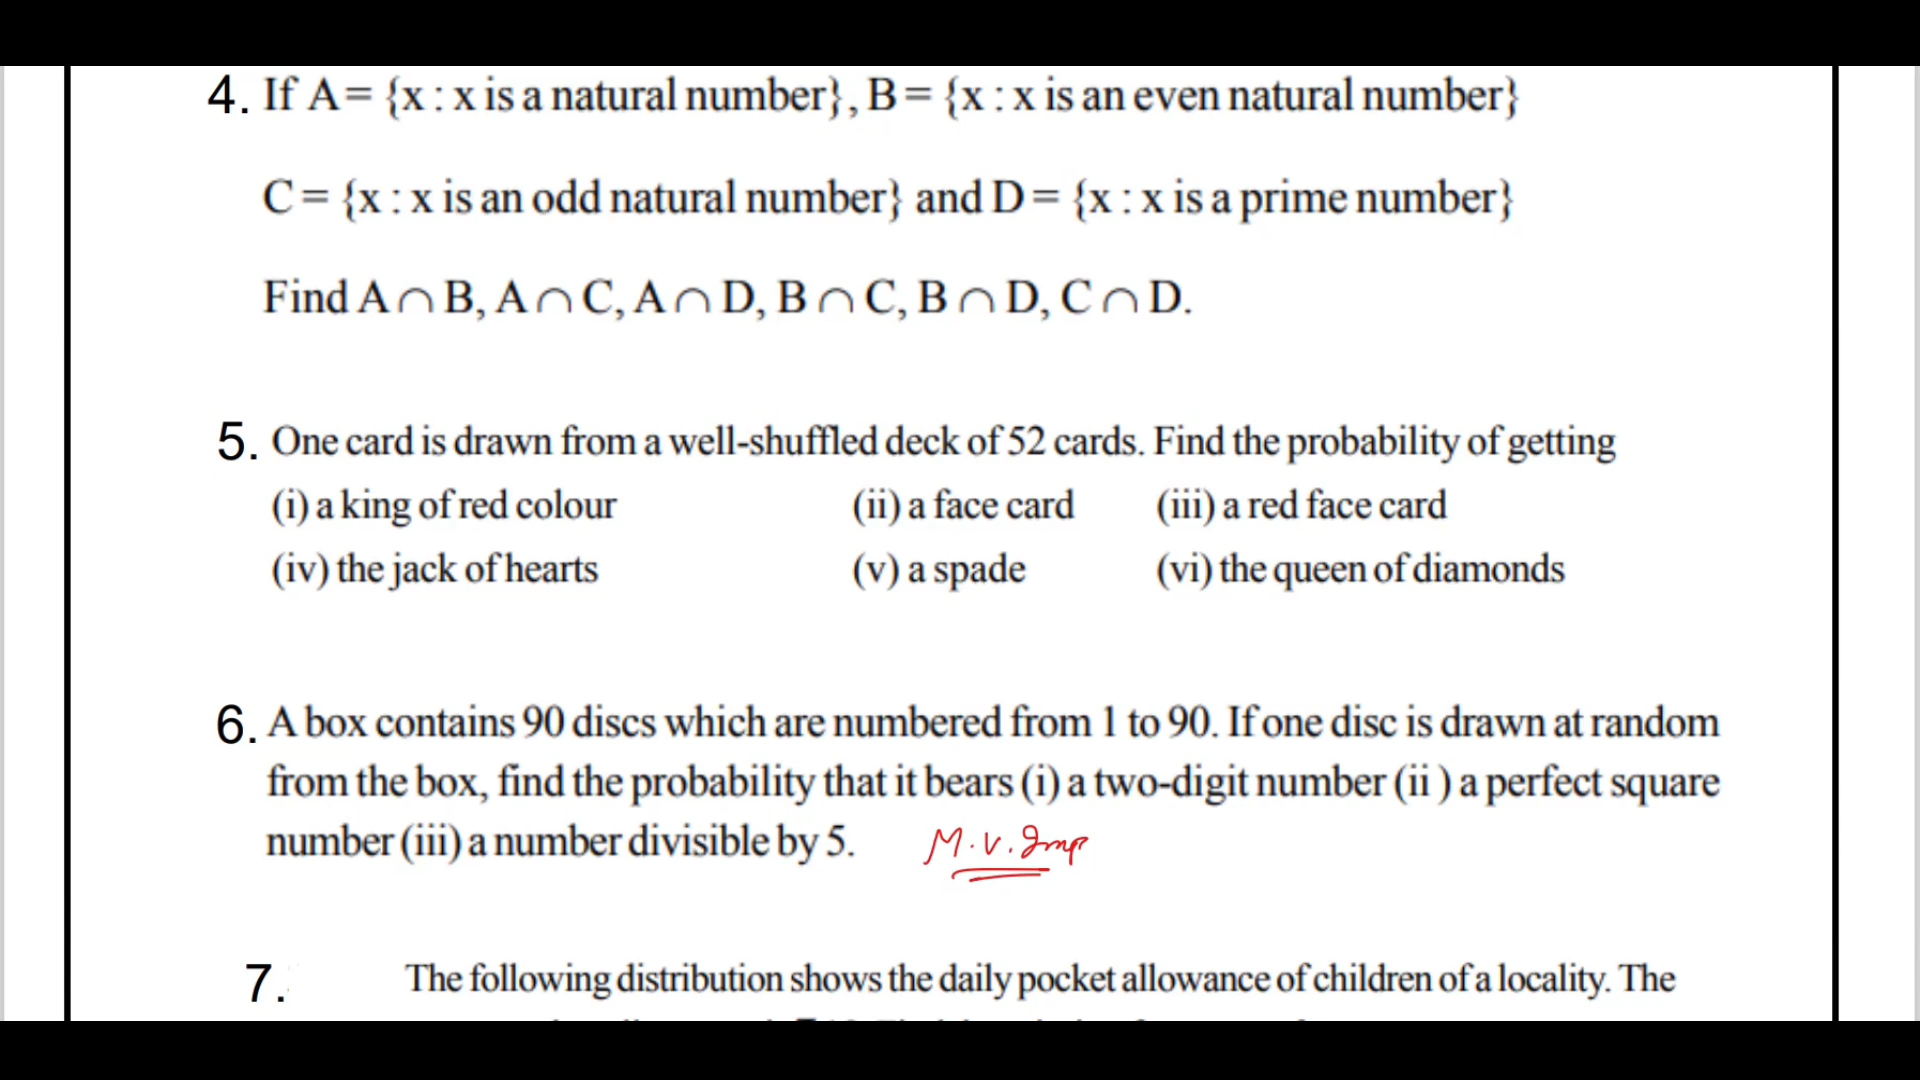 4. If A = {x : x is a natural number}, B = {x : x is an even natural number}
C = {x : x is an odd natural number} and D = {x : x is a prime number}
Find A ∩ B, A ∩ C, A ∩ D, B ∩ C, B ∩ D, C ∩ D.
5. One card is drawn from a well-shuffled deck of 52 cards. Find the probability of getting
(i) a king of red colour (ii) a face card (iii) a red face card
(iv) the jack of hearts (v) a spade (vi) the queen of diamonds
6. A box contains 90 discs which are numbered from 1 to 90. If one disc is drawn at random
from the box, find the probability that it bears (i) a two-digit number (ii ) a perfect square
number (iii) a number divisible by 5. M. V. Imp
7. The following distribution shows the daily pocket allowance of children of a locality. The